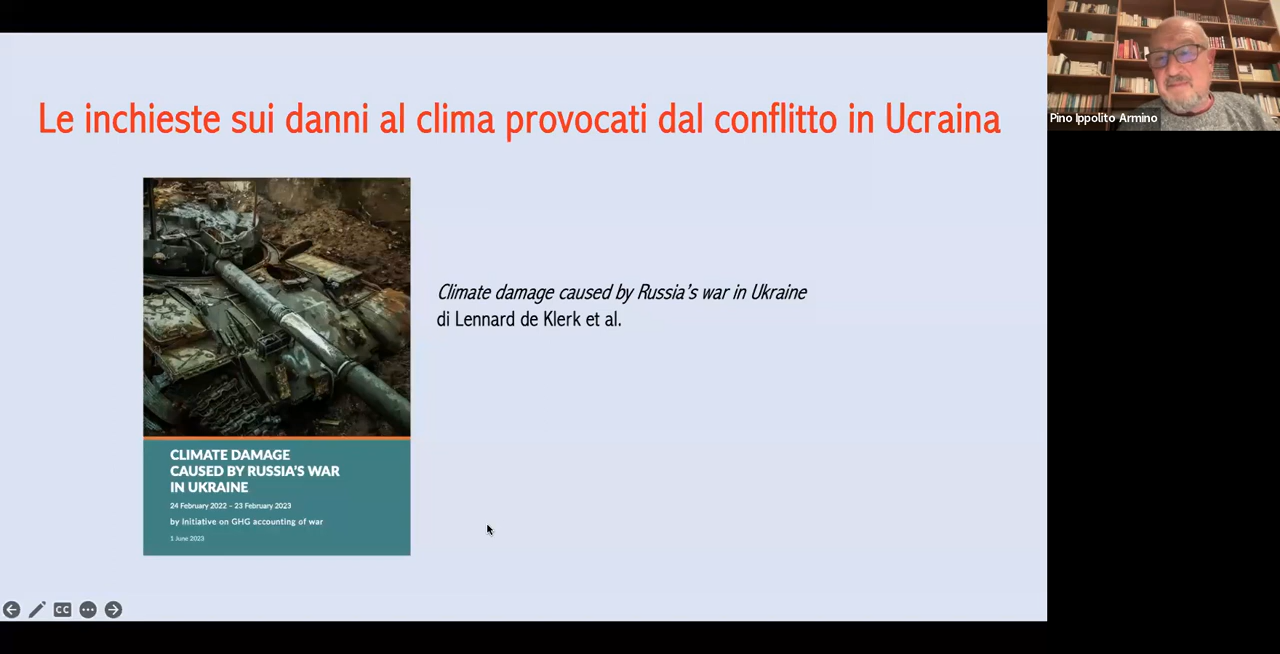 Le inchieste sui danni al clima provocati dal conflitto in Ucraina
Climate damage caused by Russia's war in Ukraine
di Lennard de Klerk et al.
CLIMATE DAMAGE
CAUSED BY RUSSIA'S WAR
IN UKRAINE
24 February 2022 – 23 February 2023
by Initiative on GHG accounting of war
1 June 2023
CC
Pino Ippolito Armino